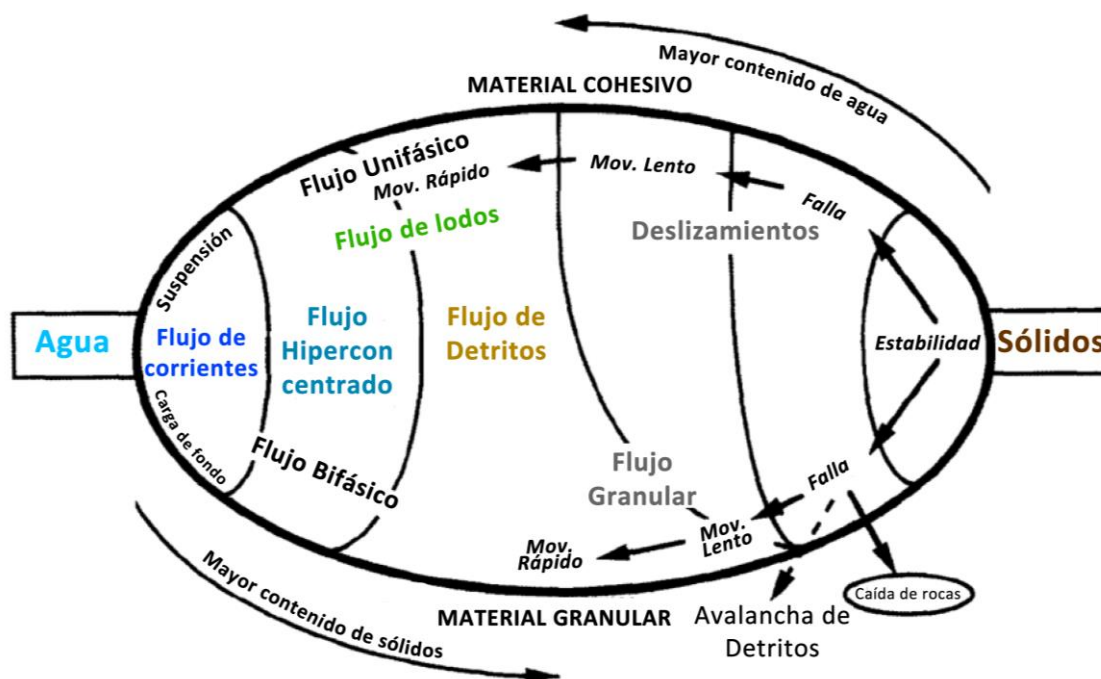 Mayor contenido de agua
MATERIAL COHESIVO
Flujo Unifásico
Mov. Rápido
Mov. Lento
Falla
Flujo de lodos
Deslizamientos
Suspensión
Agua
Flujo de
corrientes
Flujo
Hipercon
centrado
Flujo de
Detritos
Estabilidad
Sólidos
Carga de fondo
Flujo Bifásico
Flujo
Granular
Falla
Mov.
Lento
Mov.
Rápido
Caída de rocas
Mayor contenido de sólidos
MATERIAL GRANULAR
Avalancha de
Detritos